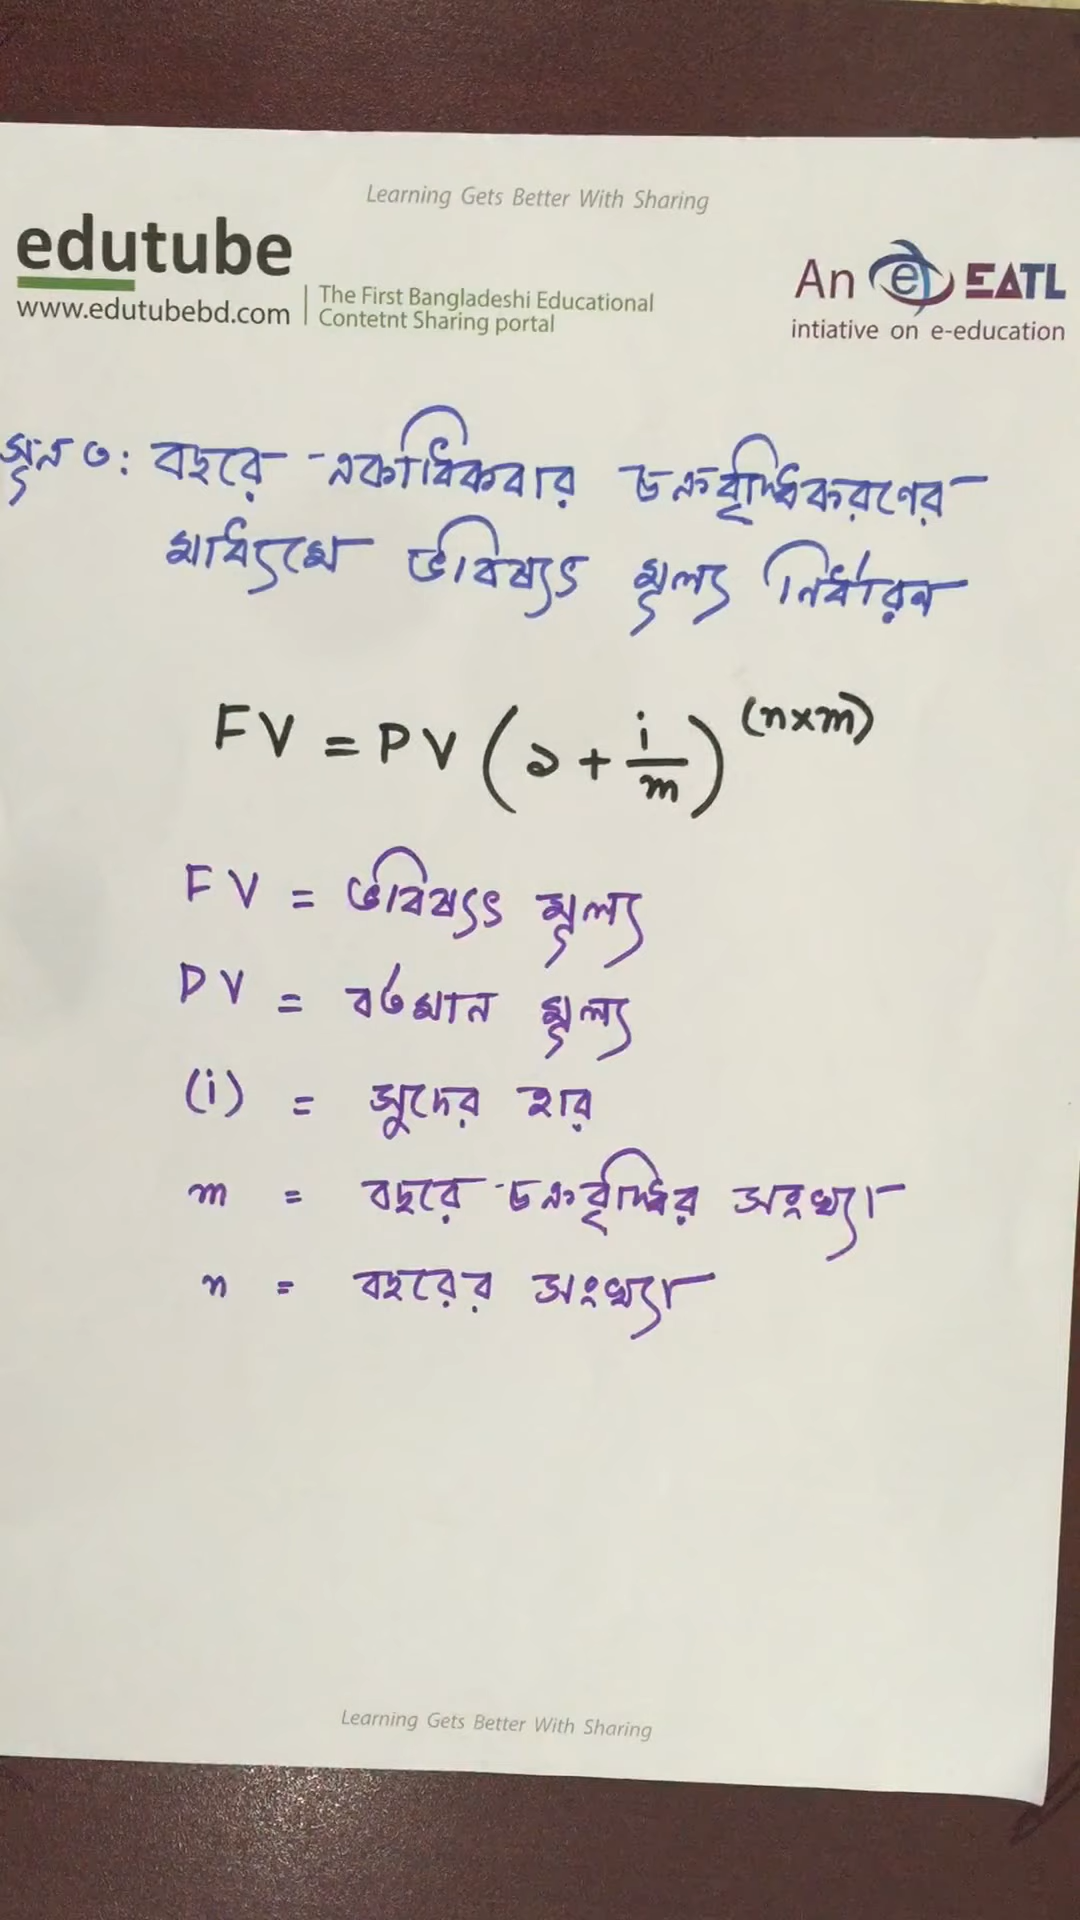 Learning Gets Better With Sharing
edutube
www.edutubebd.com
The First Bangladeshi Educational
Contetnt Sharing portal
An e EATL
intiative on e-education
সূত্র ৩: বছরে একাধিকবার চক্রবৃদ্ধিকরণের
মাধ্যমে ভবিষ্যৎ মূল্য নির্ধারন
FV = PV (১ + i/m)^(n×m)
FV = ভবিষ্যৎ মূল্য
PV = বর্তমান মূল্য
(i) = সুদের হার
m = বছরে চক্রবৃদ্ধির সংখ্যা
n = বছরের সংখ্যা
Learning Gets Better With Sharing